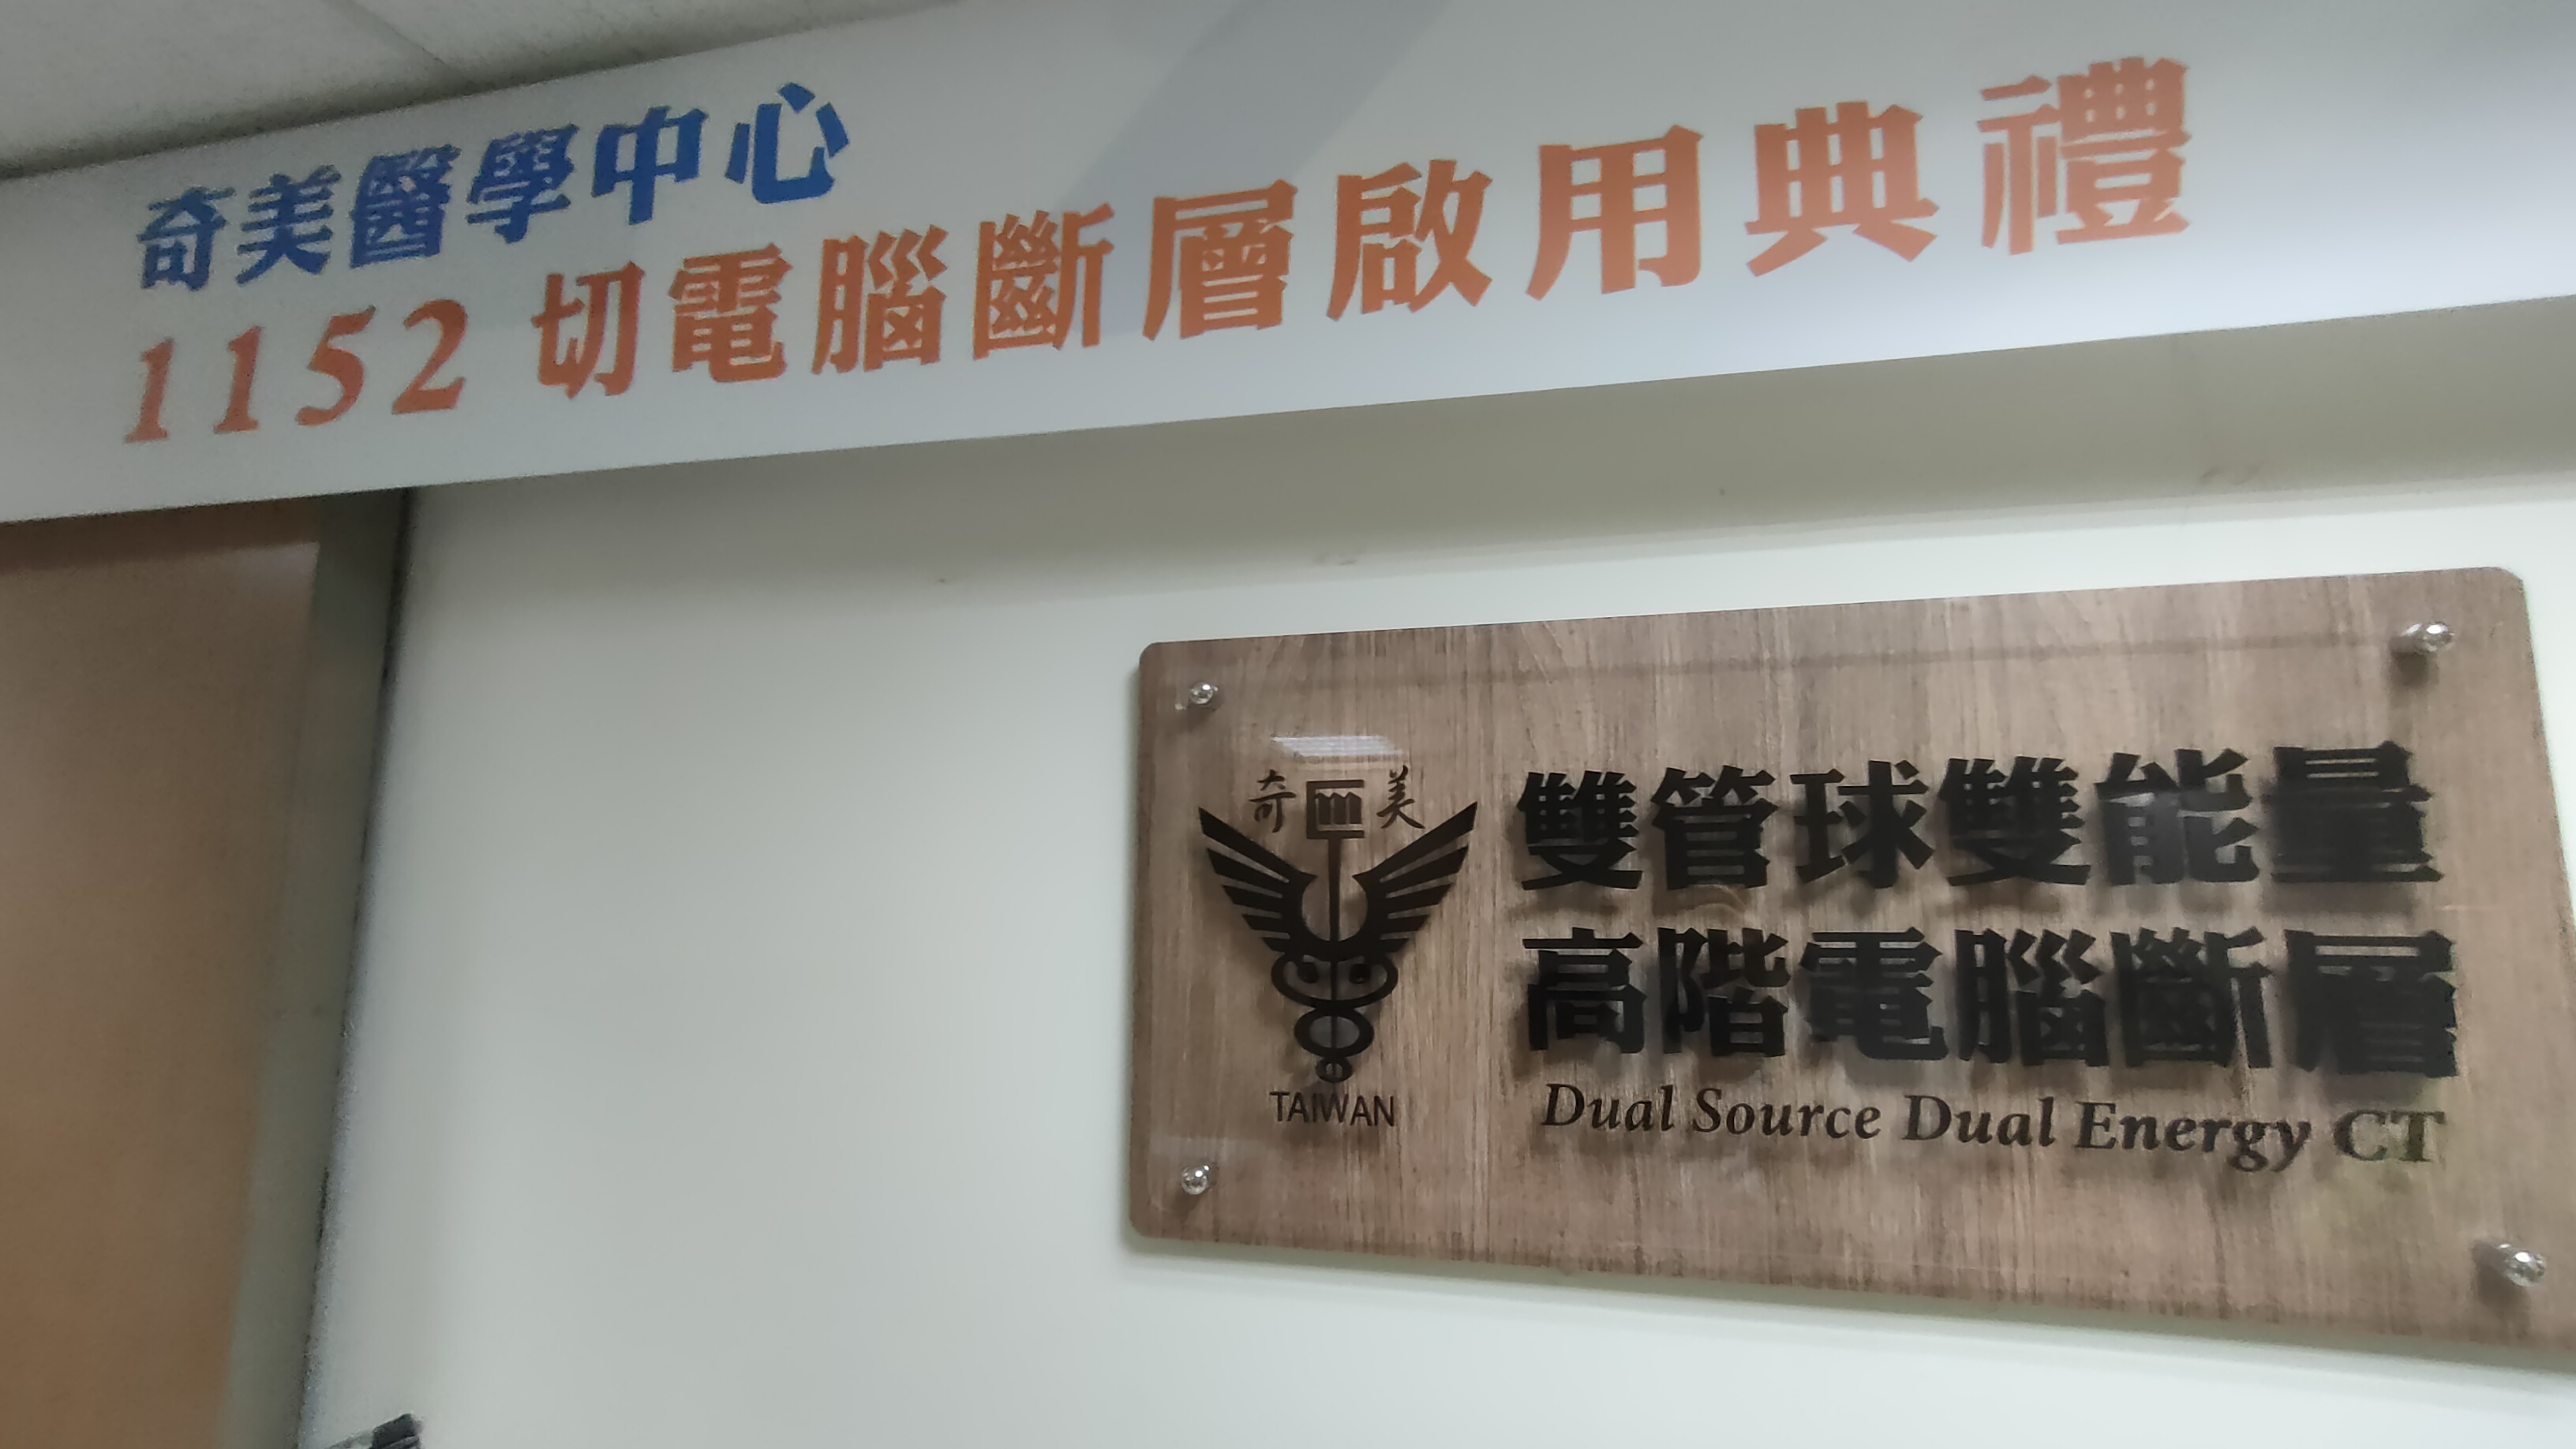 奇美醫學中心
1152 切電腦斷層啟用典禮
奇 美
TAIWAN
雙管球雙能量
高階電腦斷層
Dual Source Dual Energy CT